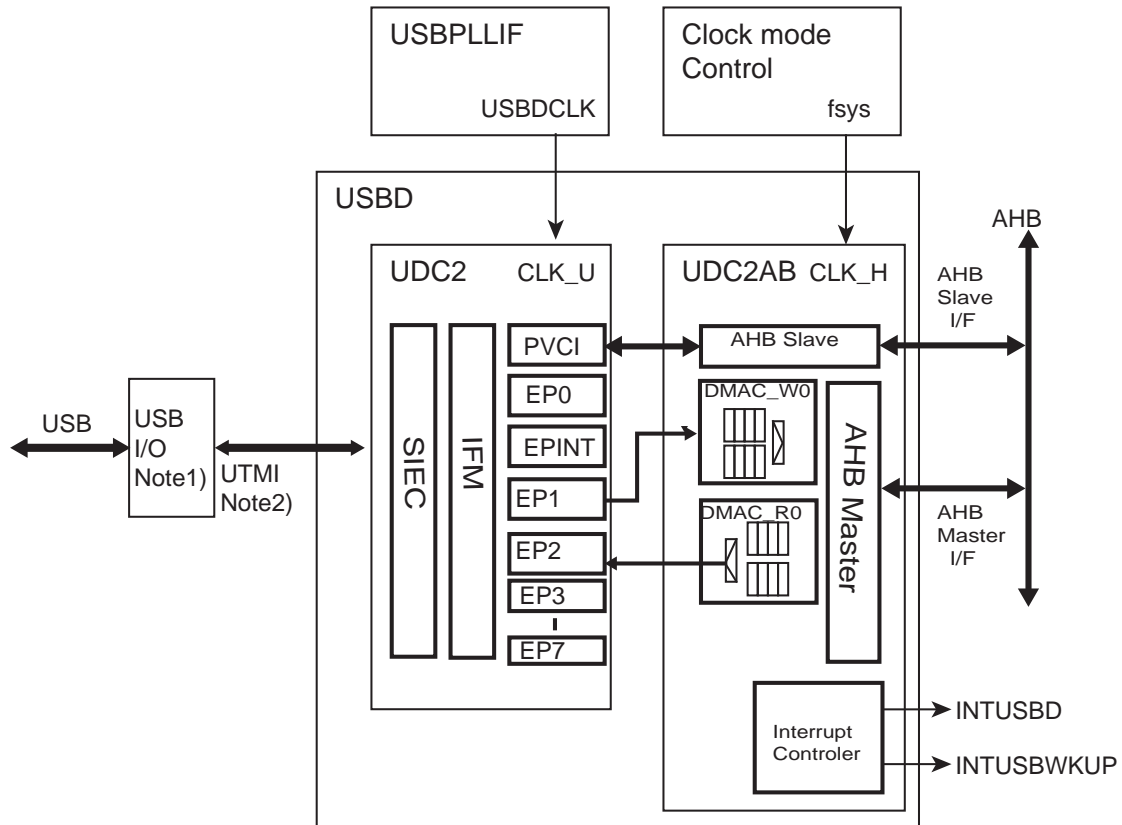 USBPLLIF
USBDCLK
Clock mode
Control
fsys
USBD
AHB
UDC2 CLK_U
UDC2AB CLK_H
AHB
Slave
I/F
PVCI
AHB Slave
EP0
DMAC_W0
USB
USB
I/O
Note1)
UTMI
Note2)
SIEC
IFM
EPINT
EP1
DMAC_R0
AHB Master
AHB
Master
I/F
EP2
EP3
EP7
Interrupt
Controler
INTUSBD
INTUSBWKUP